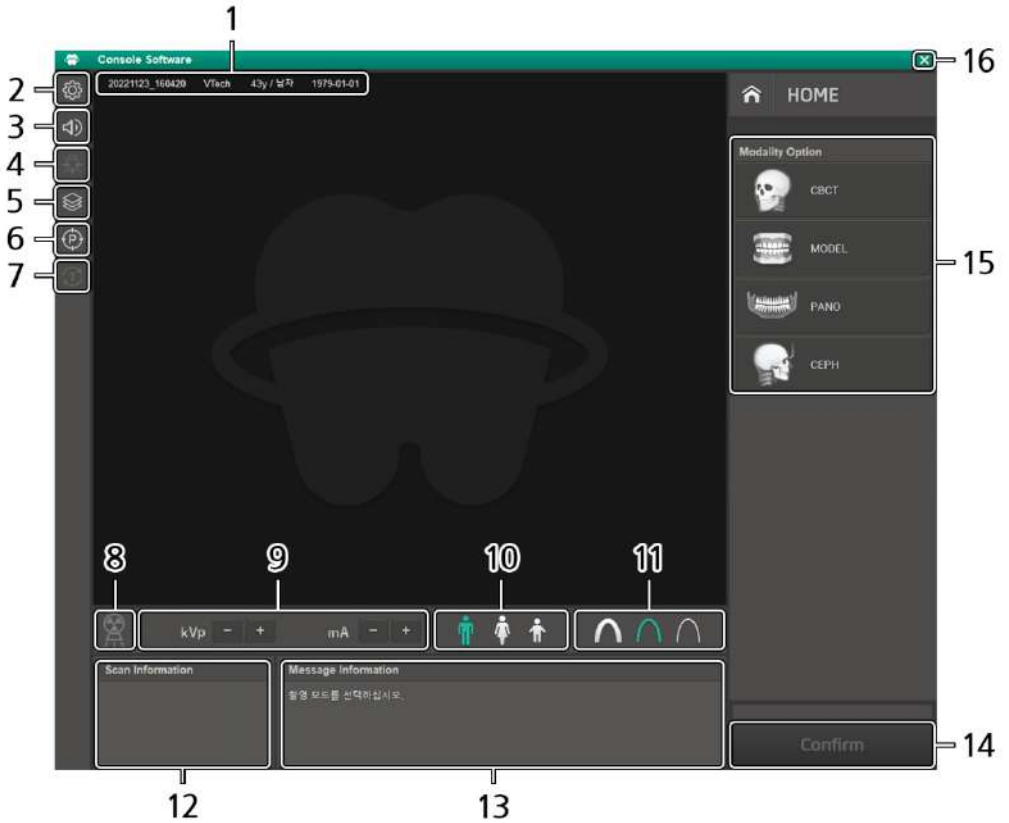 1
Console Software
16
20221123_160420 VTech 43y / 남자 1979-01-01
2
3
4
5
6
7
HOME
Modality Option
CBCT
MODEL
PANO
CEPH
15
8
9
10
11
kVp - + mA - +
Scan Information
Message Information
촬영 모드를 선택하십시오.
Confirm
14
12
13